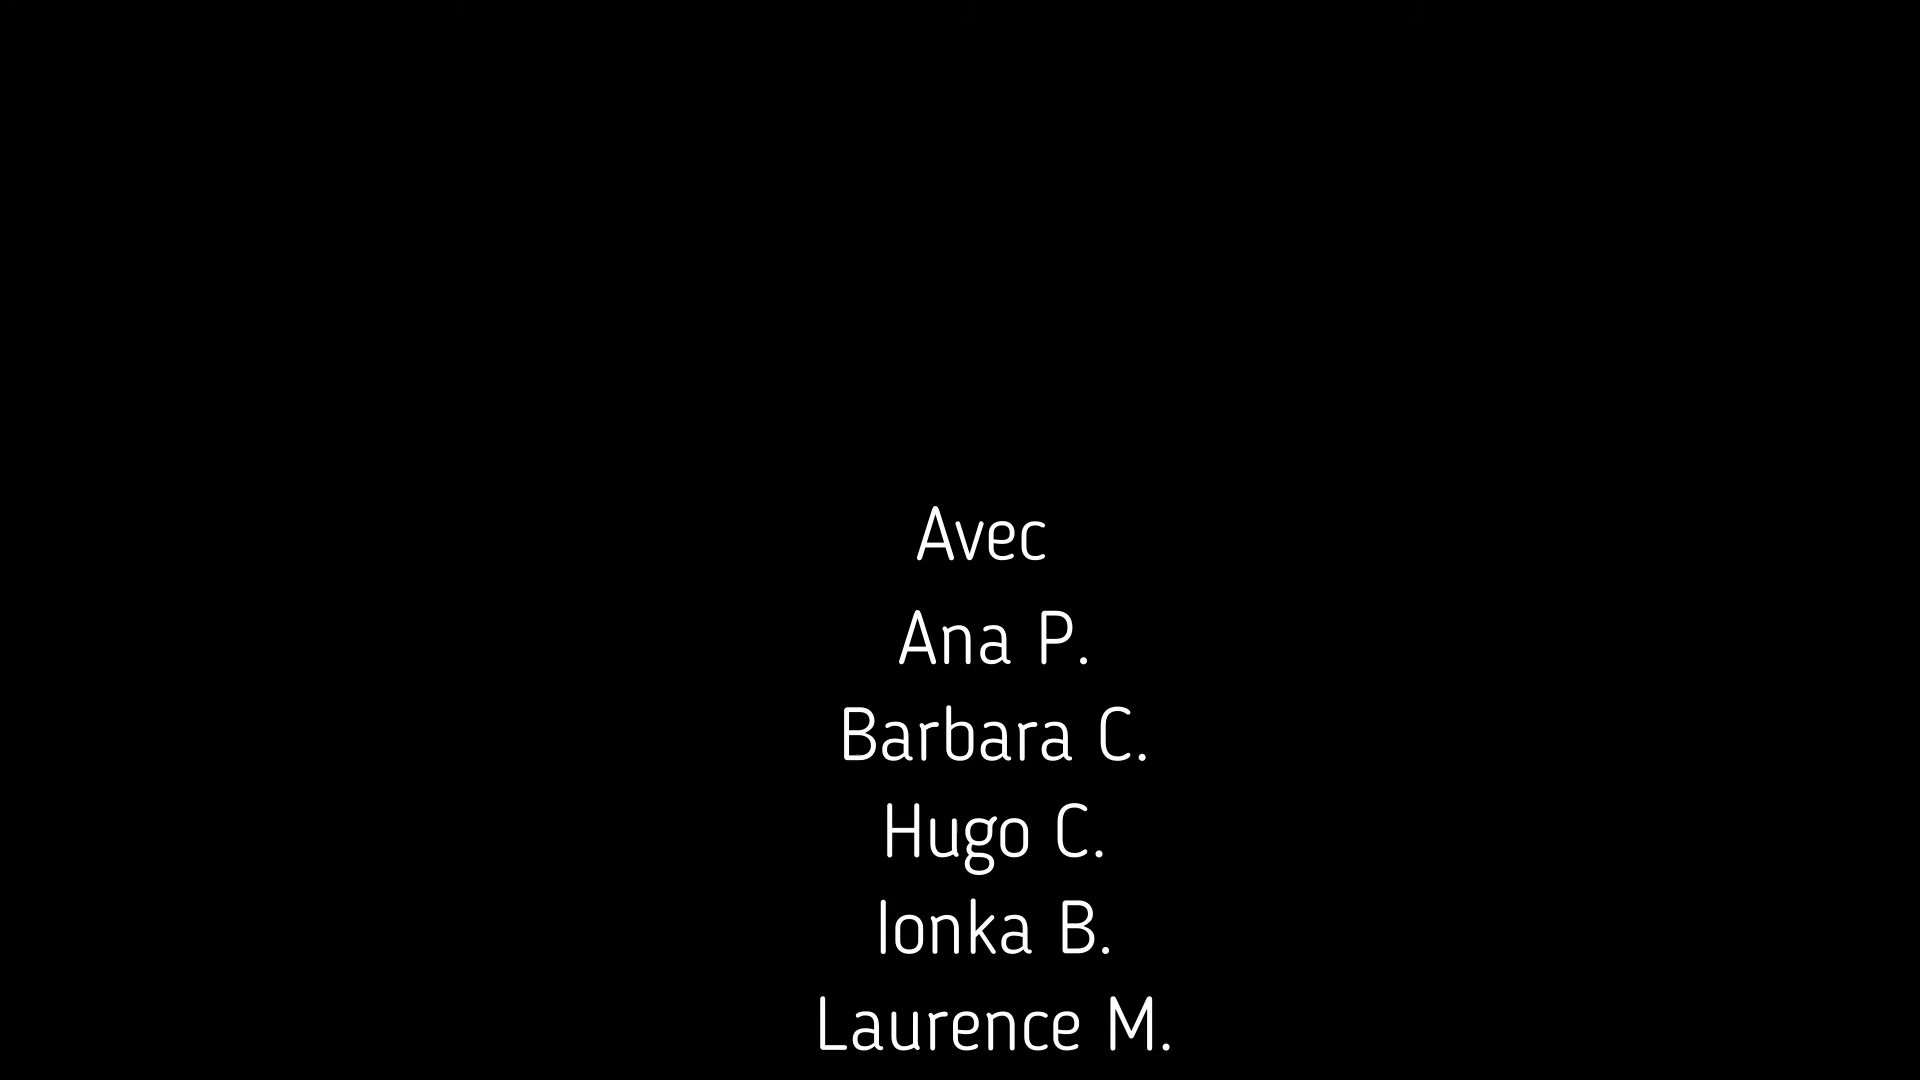 Avec
Ana P.
Barbara C.
Hugo C.
Ionka B.
Laurence M.